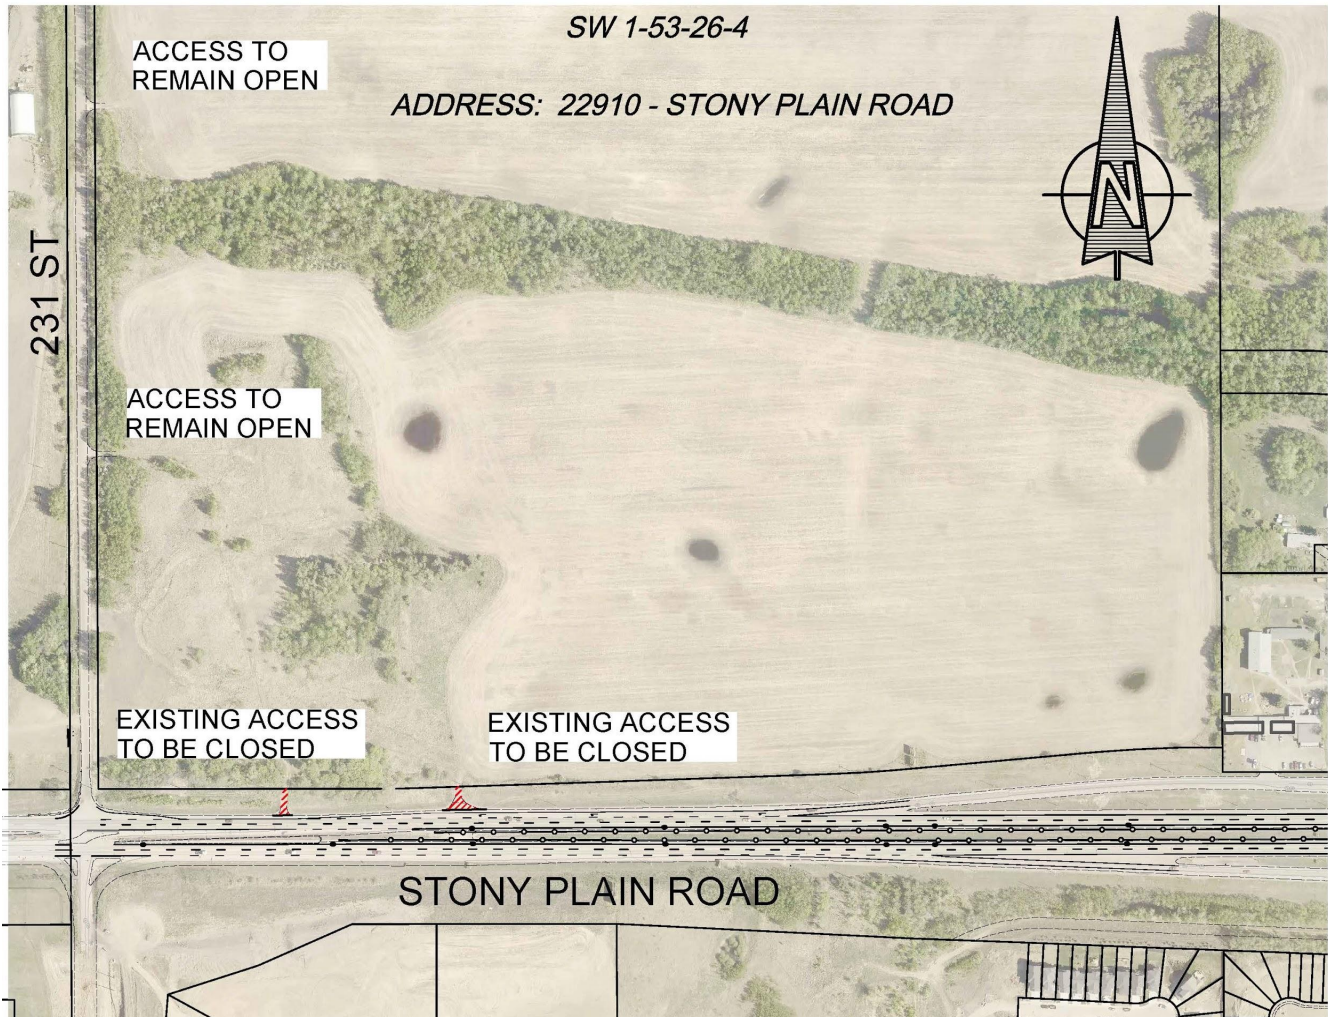 SW 1-53-26-4
ACCESS TO
REMAIN OPEN
ADDRESS: 22910 - STONY PLAIN ROAD
N
231 ST
ACCESS TO
REMAIN OPEN
EXISTING ACCESS
TO BE CLOSED
EXISTING ACCESS
TO BE CLOSED
STONY PLAIN ROAD